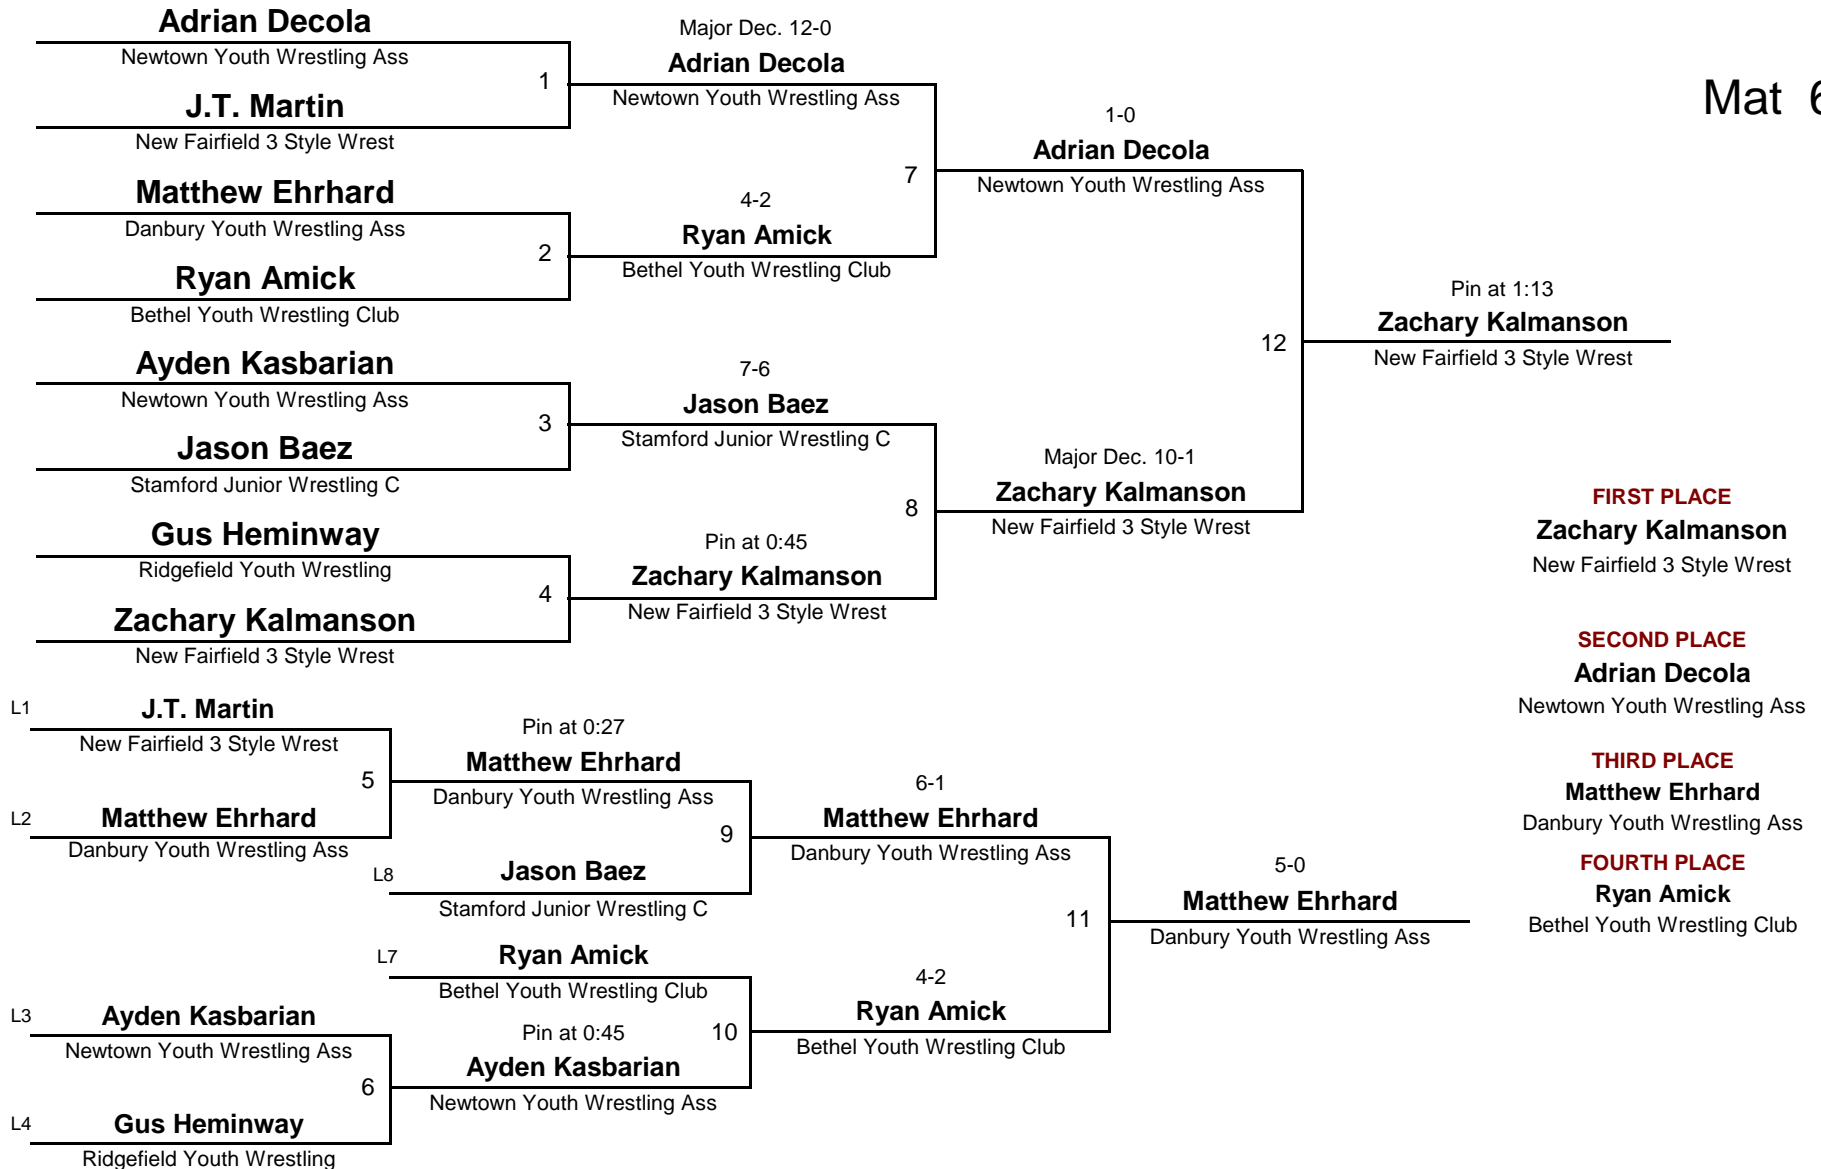 Adrian Decola
Newtown Youth Wrestling Ass
1
J.T. Martin
New Fairfield 3 Style Wrest
Matthew Ehrhard
Danbury Youth Wrestling Ass
2
Ryan Amick
Bethel Youth Wrestling Club
Ayden Kasbarian
Newtown Youth Wrestling Ass
3
Jason Baez
Stamford Junior Wrestling C
Gus Heminway
Ridgefield Youth Wrestling
4
Zachary Kalmanson
New Fairfield 3 Style Wrest
Major Dec. 12-0
Adrian Decola
Newtown Youth Wrestling Ass
7
4-2
Ryan Amick
Bethel Youth Wrestling Club
7-6
Jason Baez
Stamford Junior Wrestling C
8
Pin at 0:45
Zachary Kalmanson
New Fairfield 3 Style Wrest
1-0
Adrian Decola
Newtown Youth Wrestling Ass
12
Major Dec. 10-1
Zachary Kalmanson
New Fairfield 3 Style Wrest
Pin at 1:13
Zachary Kalmanson
New Fairfield 3 Style Wrest
Mat 6
L1 J.T. Martin
New Fairfield 3 Style Wrest
5
L2 Matthew Ehrhard
Danbury Youth Wrestling Ass
L3 Ayden Kasbarian
Newtown Youth Wrestling Ass
6
L4 Gus Heminway
Ridgefield Youth Wrestling
Pin at 0:27
Matthew Ehrhard
Danbury Youth Wrestling Ass
9
L8 Jason Baez
Stamford Junior Wrestling C
L7 Ryan Amick
Bethel Youth Wrestling Club
10
Pin at 0:45
Ayden Kasbarian
Newtown Youth Wrestling Ass
6-1
Matthew Ehrhard
Danbury Youth Wrestling Ass
11
4-2
Ryan Amick
Bethel Youth Wrestling Club
5-0
Matthew Ehrhard
Danbury Youth Wrestling Ass
FIRST PLACE
Zachary Kalmanson
New Fairfield 3 Style Wrest
SECOND PLACE
Adrian Decola
Newtown Youth Wrestling Ass
THIRD PLACE
Matthew Ehrhard
Danbury Youth Wrestling Ass
FOURTH PLACE
Ryan Amick
Bethel Youth Wrestling Club